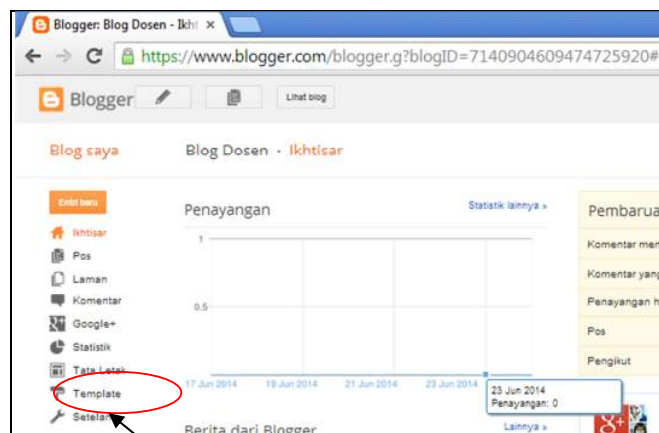 Blogger: Blog Dosen - Ikht
https://www.blogger.com/blogger.g?blogID=7140904609474725920#
Blogger
Lihat blog
Blog saya
Blog Dosen · Ikhtisar
Entri baru
Ikhtisar
Pos
Laman
Komentar
Google+
Statistik
Tata Letak
Template
Setelan
Penayangan
Statistik lainnya »
1
0.5
17 Jun 2014
19 Jun 2014
21 Jun 2014
23 Jun 2014
23 Jun 2014
Penayangan: 0
Berita dari Blogger
Lainnya »
Pembarua
Komentar men
Komentar yang
Penayangan h
Pos
Pengikut